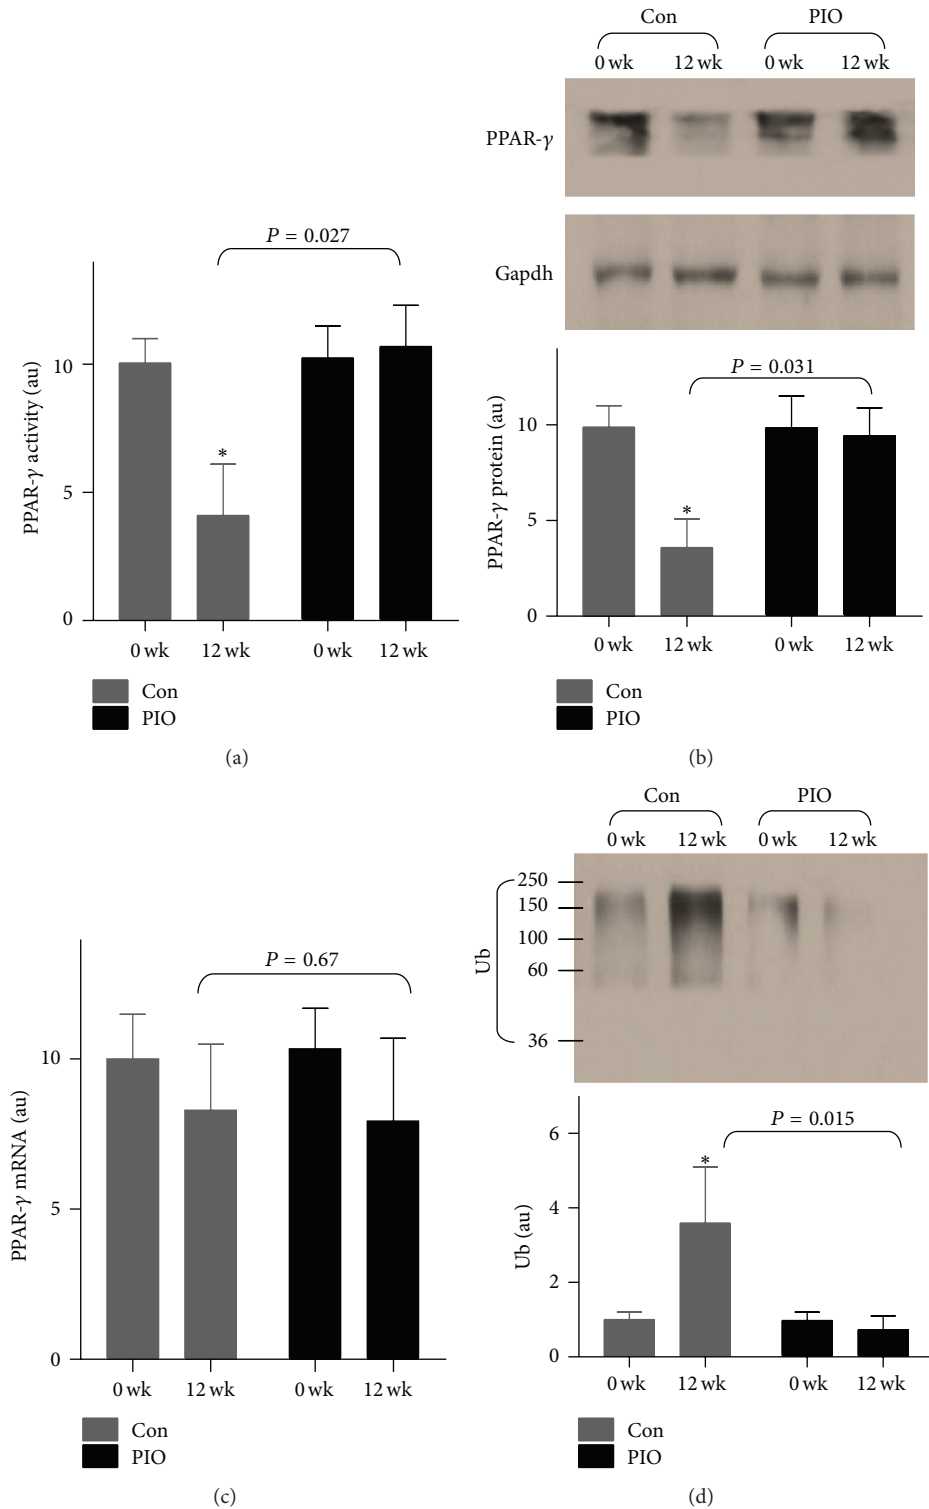 P = 0.027
PPAR-γ activity (au)
10
5
0
*
0 wk 12 wk 0 wk 12 wk
Con
PIO
(a)
Con PIO
0 wk 12 wk 0 wk 12 wk
PPAR-γ
Gapdh
P = 0.031
PPAR-γ protein (au)
10
5
0
*
0 wk 12 wk 0 wk 12 wk
Con
PIO
(b)
P = 0.67
PPAR-γ mRNA (au)
10
5
0
0 wk 12 wk 0 wk 12 wk
Con
PIO
(c)
Con PIO
0 wk 12 wk 0 wk 12 wk
Ub
250
150
100
60
36
P = 0.015
Ub (au)
6
4
2
0
*
0 wk 12 wk 0 wk 12 wk
Con
PIO
(d)